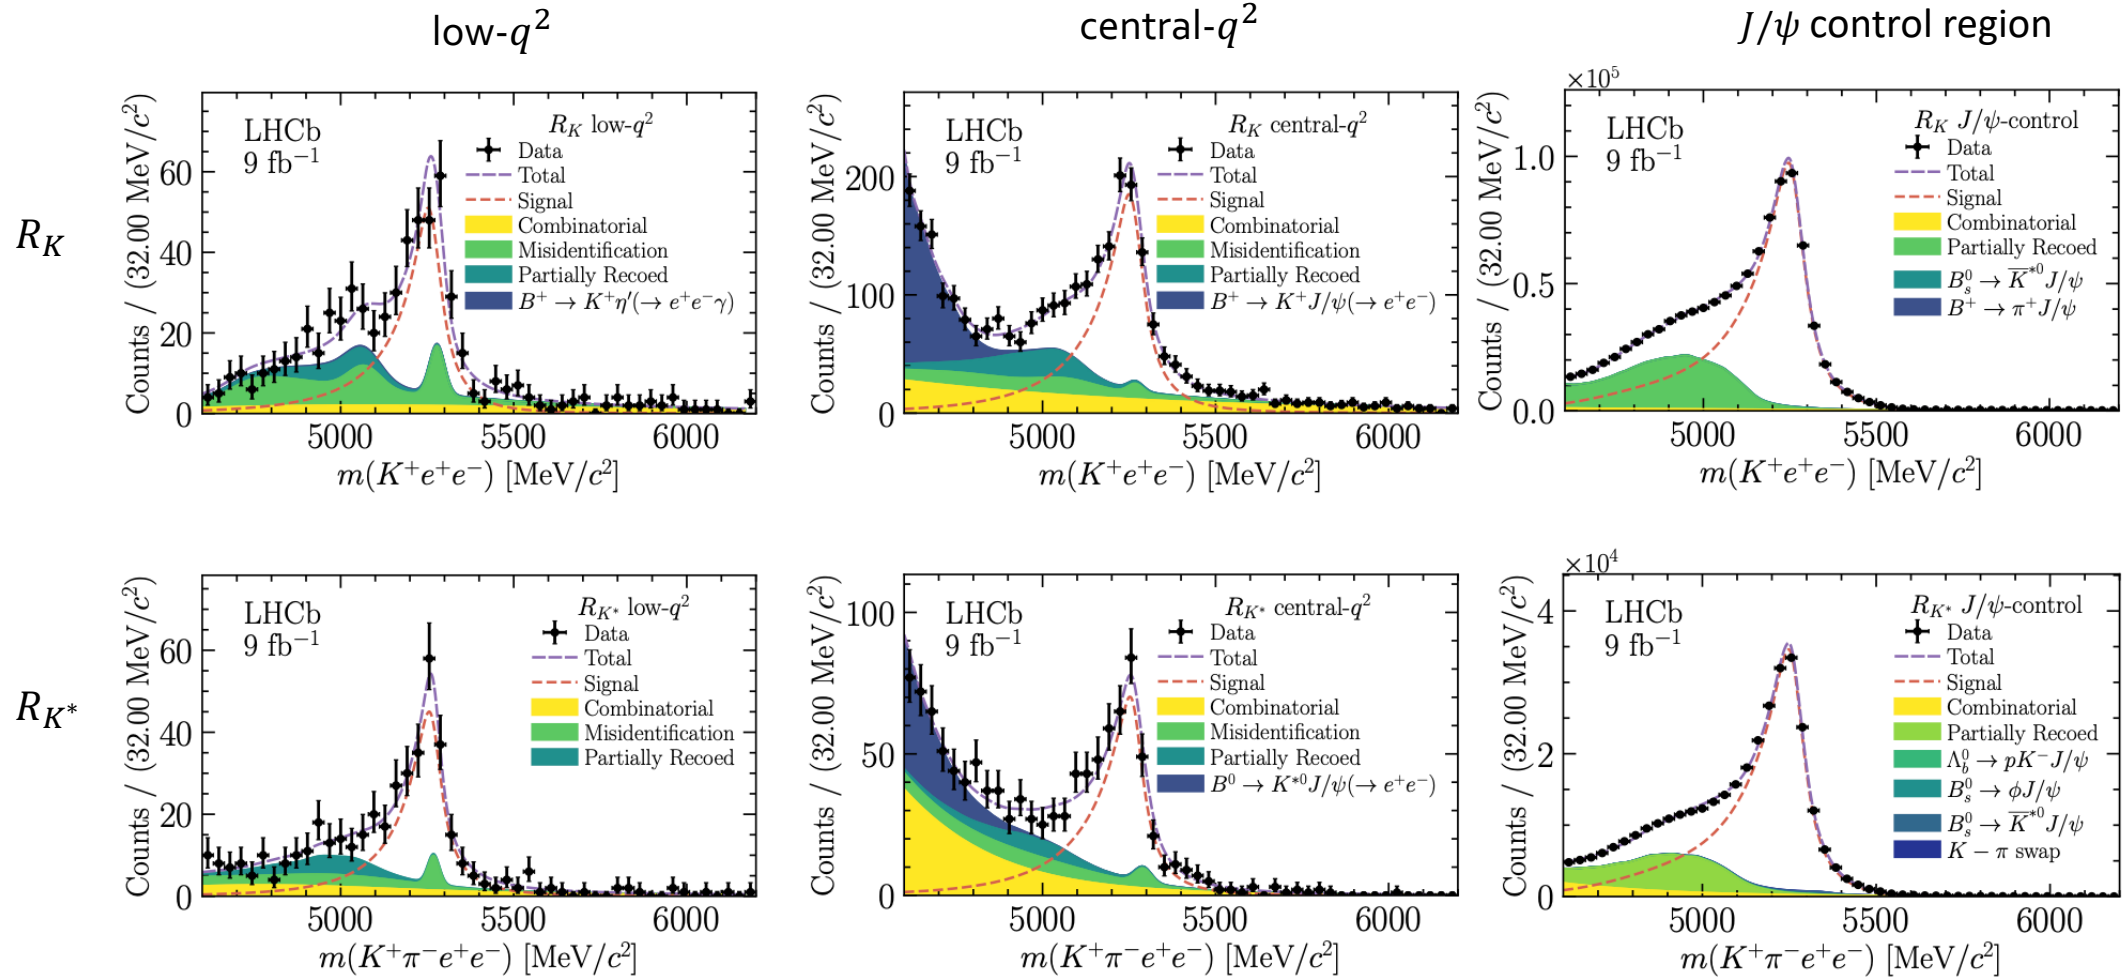 low-q²
central-q²
J/ψ control region
R_K
Counts / (32.00 MeV/c²)
60
40
20
0
LHCb
9 fb⁻¹
R_K low-q²
Data
Total
Signal
Combinatorial
Misidentification
Partially Recoed
B⁺ → K⁺η′(→ e⁺e⁻γ)
5000
5500
6000
m(K⁺e⁺e⁻) [MeV/c²]
Counts / (32.00 MeV/c²)
200
100
0
LHCb
9 fb⁻¹
R_K central-q²
Data
Total
Signal
Combinatorial
Misidentification
Partially Recoed
B⁺ → K⁺J/ψ(→ e⁺e⁻)
5000
5500
6000
m(K⁺e⁺e⁻) [MeV/c²]
×10⁵
Counts / (32.00 MeV/c²)
1.0
0.5
0.0
LHCb
9 fb⁻¹
R_K J/ψ-control
Data
Total
Signal
Combinatorial
Partially Recoed
B⁰_s → K̅*⁰J/ψ
B⁺ → π⁺J/ψ
5000
5500
6000
m(K⁺e⁺e⁻) [MeV/c²]
R_K*
Counts / (32.00 MeV/c²)
60
40
20
0
LHCb
9 fb⁻¹
R_K* low-q²
Data
Total
Signal
Combinatorial
Misidentification
Partially Recoed
5000
5500
6000
m(K⁺π⁻e⁺e⁻) [MeV/c²]
Counts / (32.00 MeV/c²)
100
50
0
LHCb
9 fb⁻¹
R_K* central-q²
Data
Total
Signal
Combinatorial
Misidentification
Partially Recoed
B⁰ → K*⁰J/ψ(→ e⁺e⁻)
5000
5500
6000
m(K⁺π⁻e⁺e⁻) [MeV/c²]
×10⁴
Counts / (32.00 MeV/c²)
4
2
0
LHCb
9 fb⁻¹
R_K* J/ψ-control
Data
Total
Signal
Combinatorial
Partially Recoed
Λ⁰_b → pK⁻J/ψ
B⁰_s → ϕJ/ψ
B⁰_s → K̅*⁰J/ψ
K − π swap
5000
5500
6000
m(K⁺π⁻e⁺e⁻) [MeV/c²]